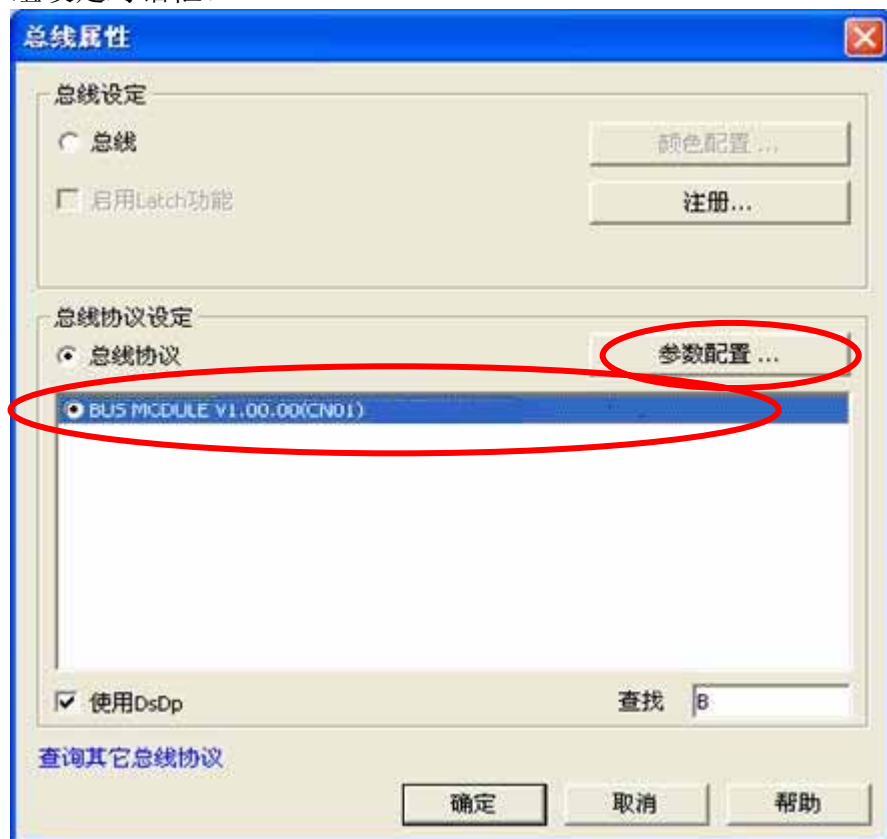 总线属性
总线设定
总线
颜色配置 ...
启用Latch功能
注册...
总线协议设定
总线协议
参数配置 ...
BUS MODULE V1.00.00(CN01)
使用DsDp
查找 B
查询其它总线协议
确定 取消 帮助